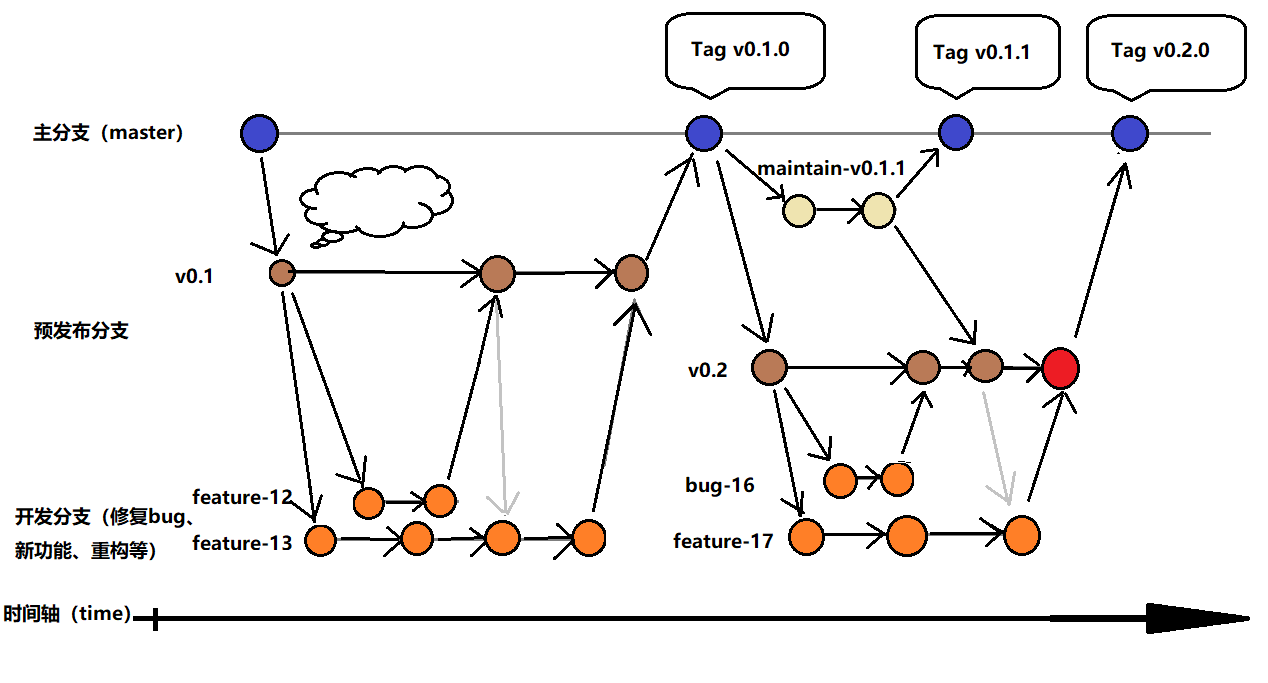 Tag v0.1.0
Tag v0.1.1
Tag v0.2.0
主分支（master）
maintain-v0.1.1
v0.1
预发布分支
v0.2
feature-12
bug-16
开发分支（修复bug、
新功能、重构等）
feature-13
feature-17
时间轴（time）